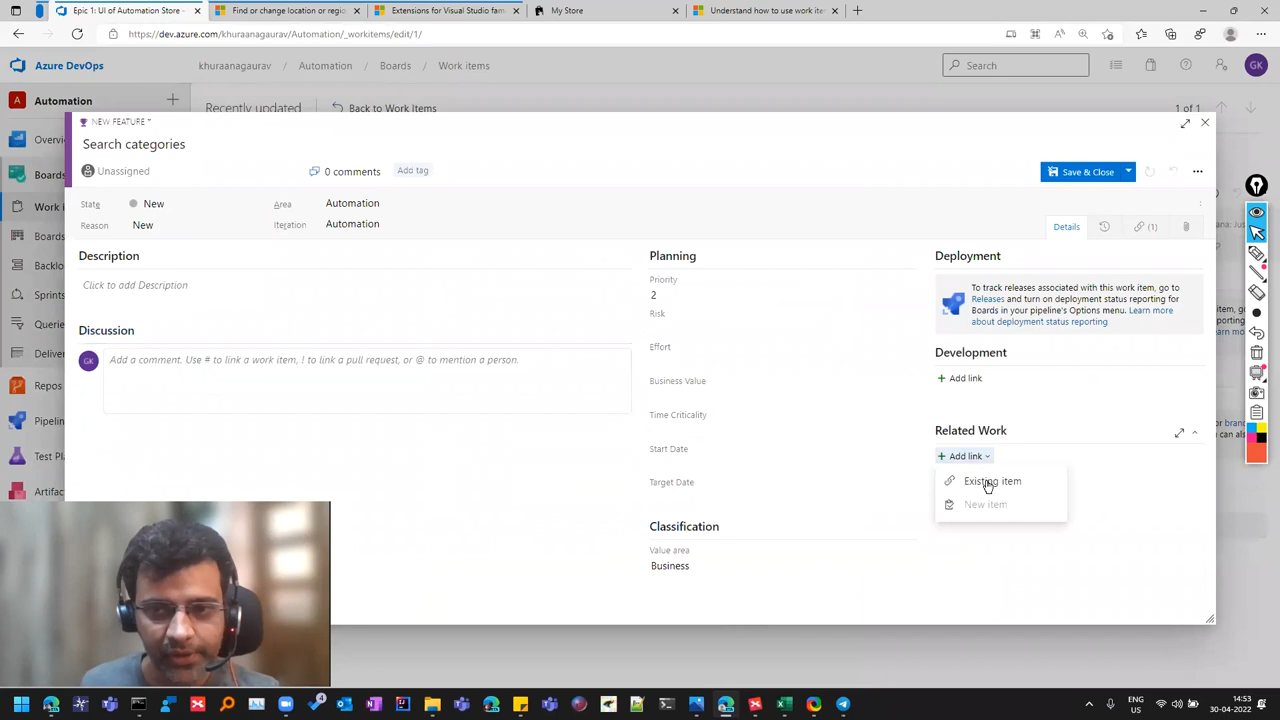 Epic 1: UI of Automation Store -
Find or change location or region
Extensions for Visual Studio fam
My Store
Understand how to use work item
https://dev.azure.com/khuraanagaurav/Automation/_workitems/edit/1/
Azure DevOps
khuraanagaurav / Automation / Boards / Work items
Search
GK
A Automation
Recently updated
Back to Work Items
1 of 1
NEW FEATURE *
Search categories
Unassigned
0 comments
Add tag
Save & Close
State
New
Area
Automation
Reason
New
Iteration
Automation
Details
(1)
Overv
Boards
Work i
Boards
Backlo
Sprints
Querie
Deliver
Repos
Pipelin
Test Pl
Artifac
Description
Click to add Description
Discussion
GK
Add a comment. Use # to link a work item, ! to link a pull request, or @ to mention a person.
Planning
Priority
2
Risk
Effort
Business Value
Time Criticality
Start Date
Target Date
Classification
Value area
Business
Deployment
To track releases associated with this work item, go to
Releases and turn on deployment status reporting for
Boards in your pipeline's Options menu. Learn more
about deployment status reporting
Development
+ Add link
Related Work
+ Add link
Existing item
New item
4
ENG
US
14:53
30-04-2022